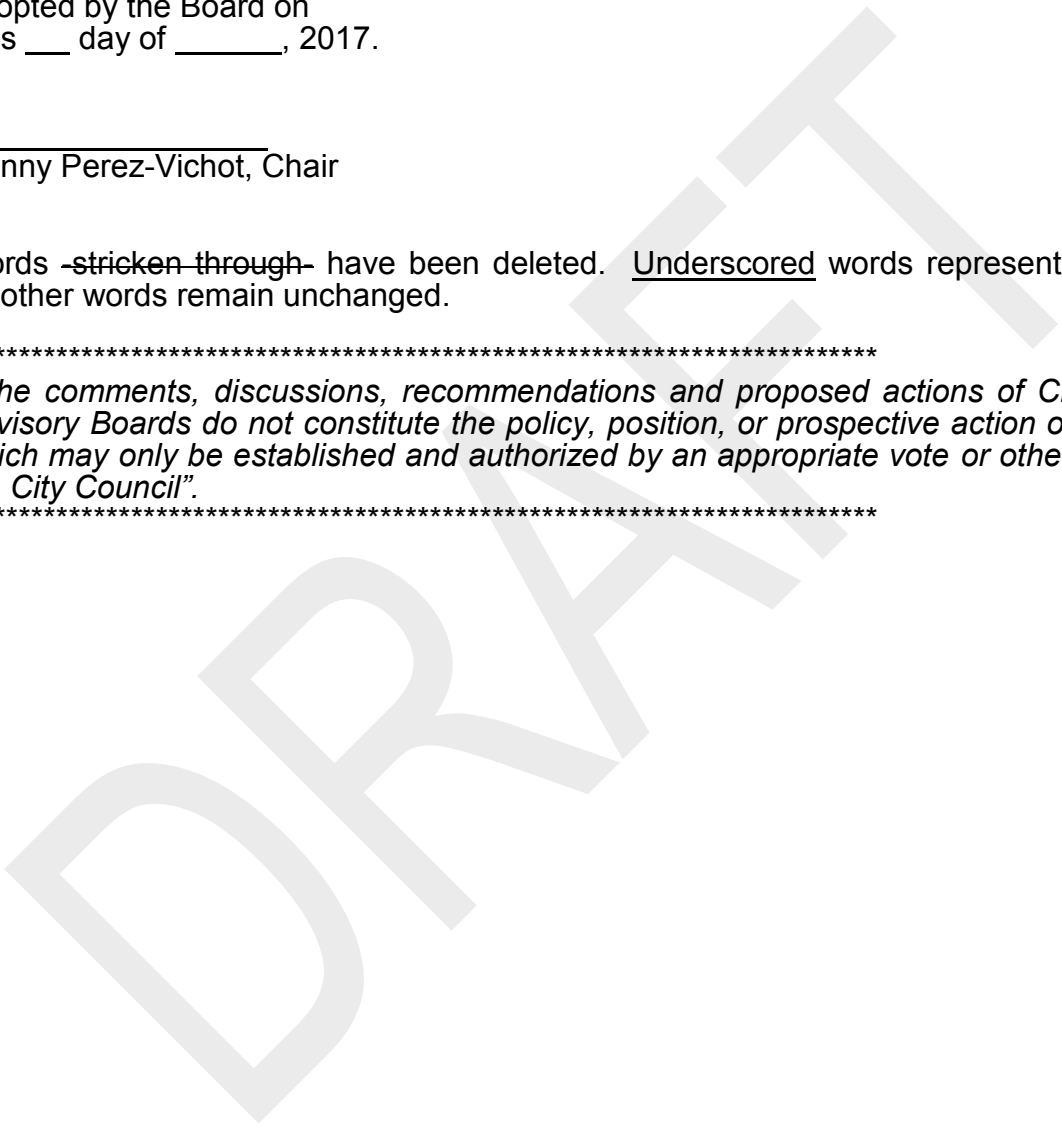 opted by the Board on
s ___ day of ______, 2017.
nny Perez-Vichot, Chair
ords -stricken through- have been deleted. Underscored words represent
other words remain unchanged.
**********************************************************************
he comments, discussions, recommendations and proposed actions of C
visory Boards do not constitute the policy, position, or prospective action o
ich may only be established and authorized by an appropriate vote or othe
City Council”.
**********************************************************************
DRAFT